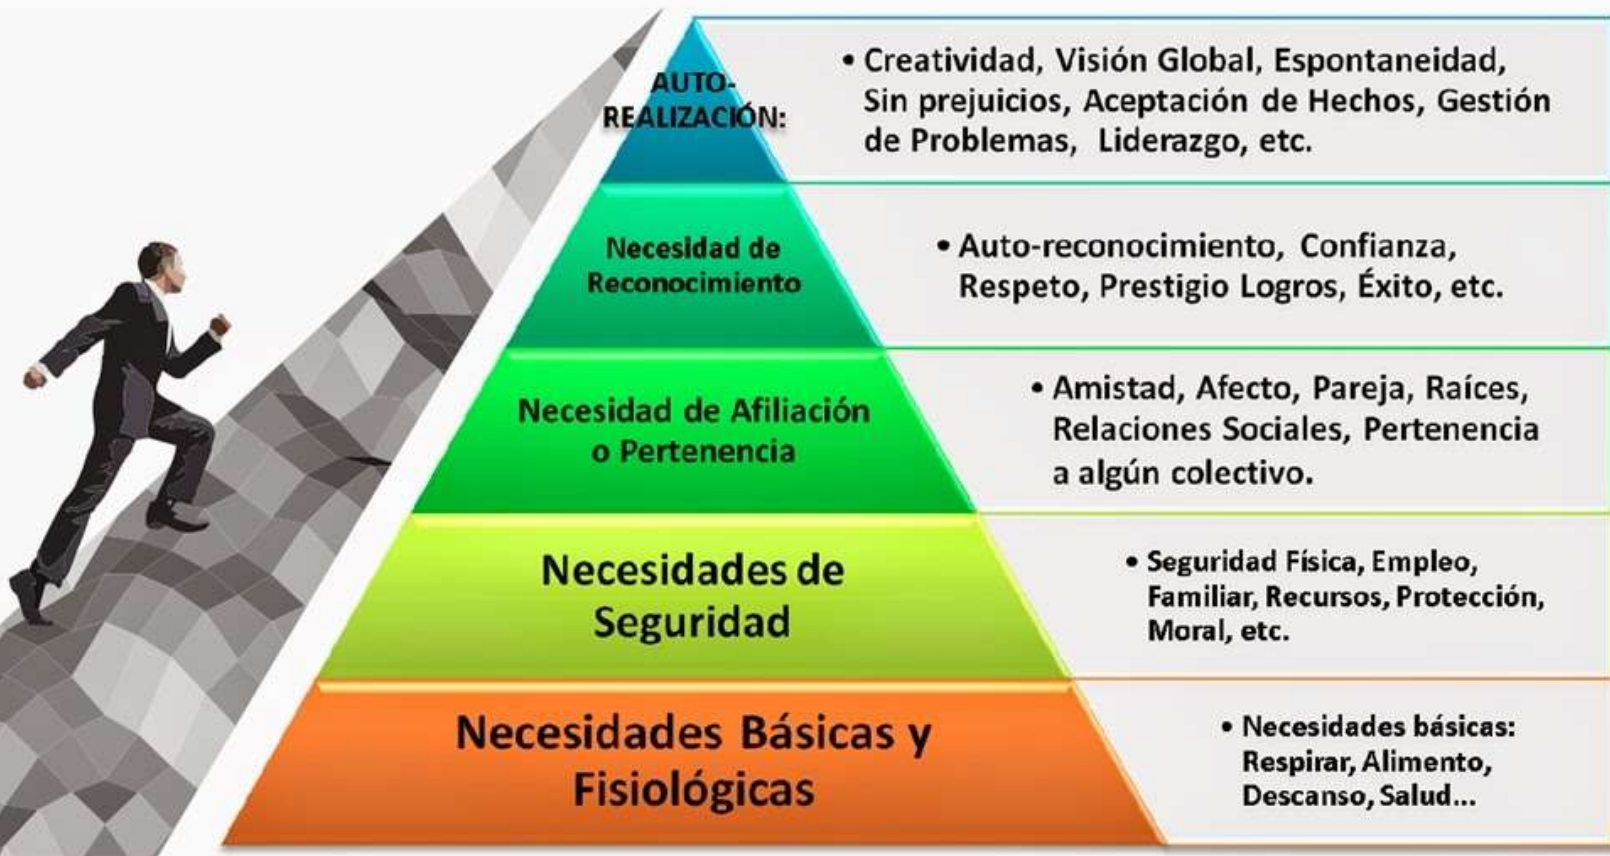 AUTO-
REALIZACIÓN:
• Creatividad, Visión Global, Espontaneidad,
Sin prejuicios, Aceptación de Hechos, Gestión
de Problemas, Liderazgo, etc.
Necesidad de
Reconocimiento
• Auto-reconocimiento, Confianza,
Respeto, Prestigio Logros, Éxito, etc.
Necesidad de Afiliación
o Pertenencia
• Amistad, Afecto, Pareja, Raíces,
Relaciones Sociales, Pertenencia
a algún colectivo.
Necesidades de
Seguridad
• Seguridad Física, Empleo,
Familiar, Recursos, Protección,
Moral, etc.
Necesidades Básicas y
Fisiológicas
• Necesidades básicas:
Respirar, Alimento,
Descanso, Salud...